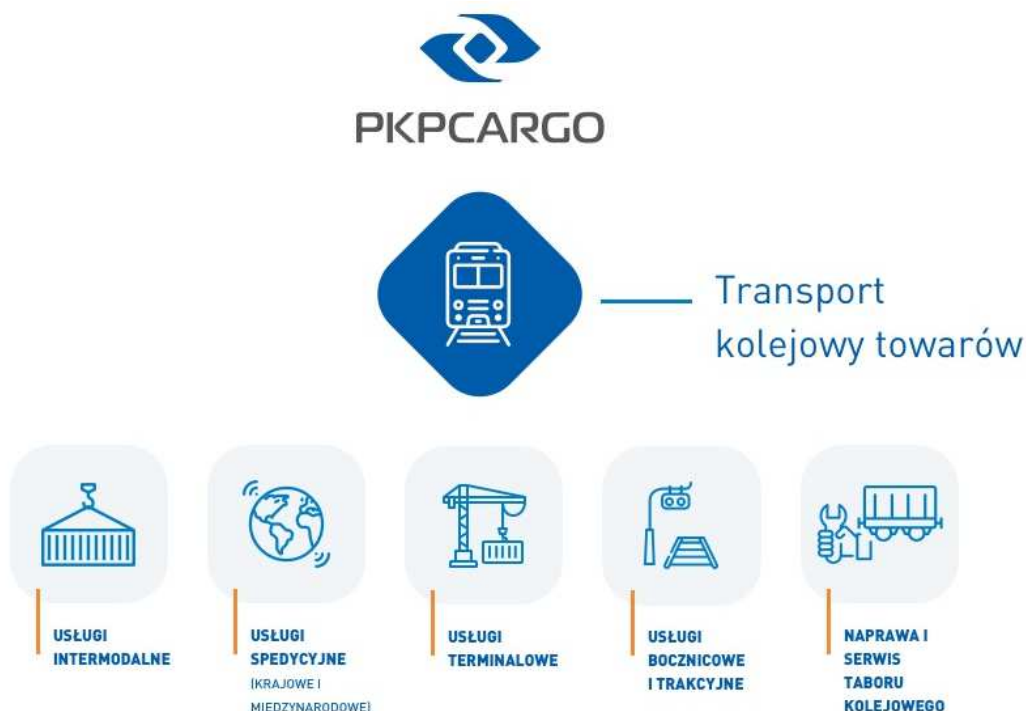 PKPCARGO
Transport
kolejowy towarów
USŁUGI
INTERMODALNE
USŁUGI
SPEDYCYJNE
(KRAJOWE I
MIĘDZYNARODOWE)
USŁUGI
TERMINALOWE
USŁUGI
BOCZNICOWE
I TRAKCYJNE
NAPRAWA I
SERWIS
TABORU
KOLEJOWEGO